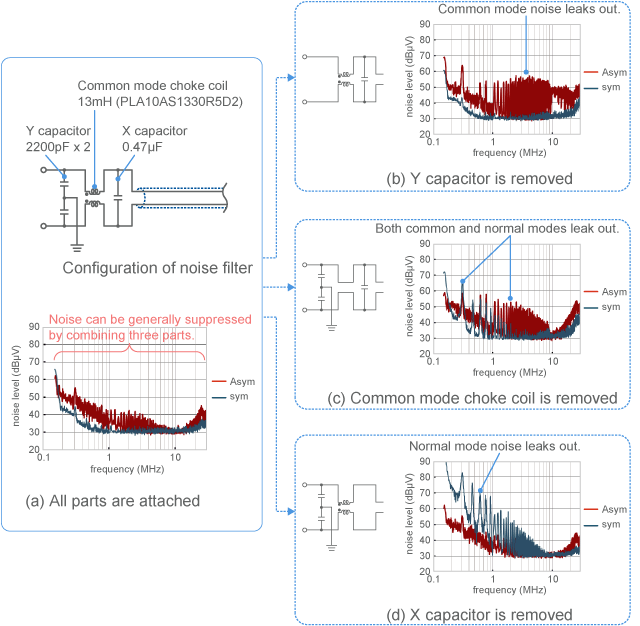 Common mode choke coil
13mH (PLA10AS1330R5D2)
Y capacitor
2200pF x 2
X capacitor
0.47μF
Configuration of noise filter
Noise can be generally suppressed
by combining three parts.
noise level (dBμV)
90
80
70
60
50
40
30
20
0.1
1
10
frequency (MHz)
Asym
sym
(a) All parts are attached
Common mode noise leaks out.
noise level (dBμV)
90
80
70
60
50
40
30
20
0.1
1
10
frequency (MHz)
Asym
sym
(b) Y capacitor is removed
Both common and normal modes leak out.
noise level (dBμV)
90
80
70
60
50
40
30
20
0.1
1
10
frequency (MHz)
Asym
sym
(c) Common mode choke coil is removed
Normal mode noise leaks out.
noise level (dBμV)
90
80
70
60
50
40
30
20
0.1
1
10
frequency (MHz)
Asym
sym
(d) X capacitor is removed